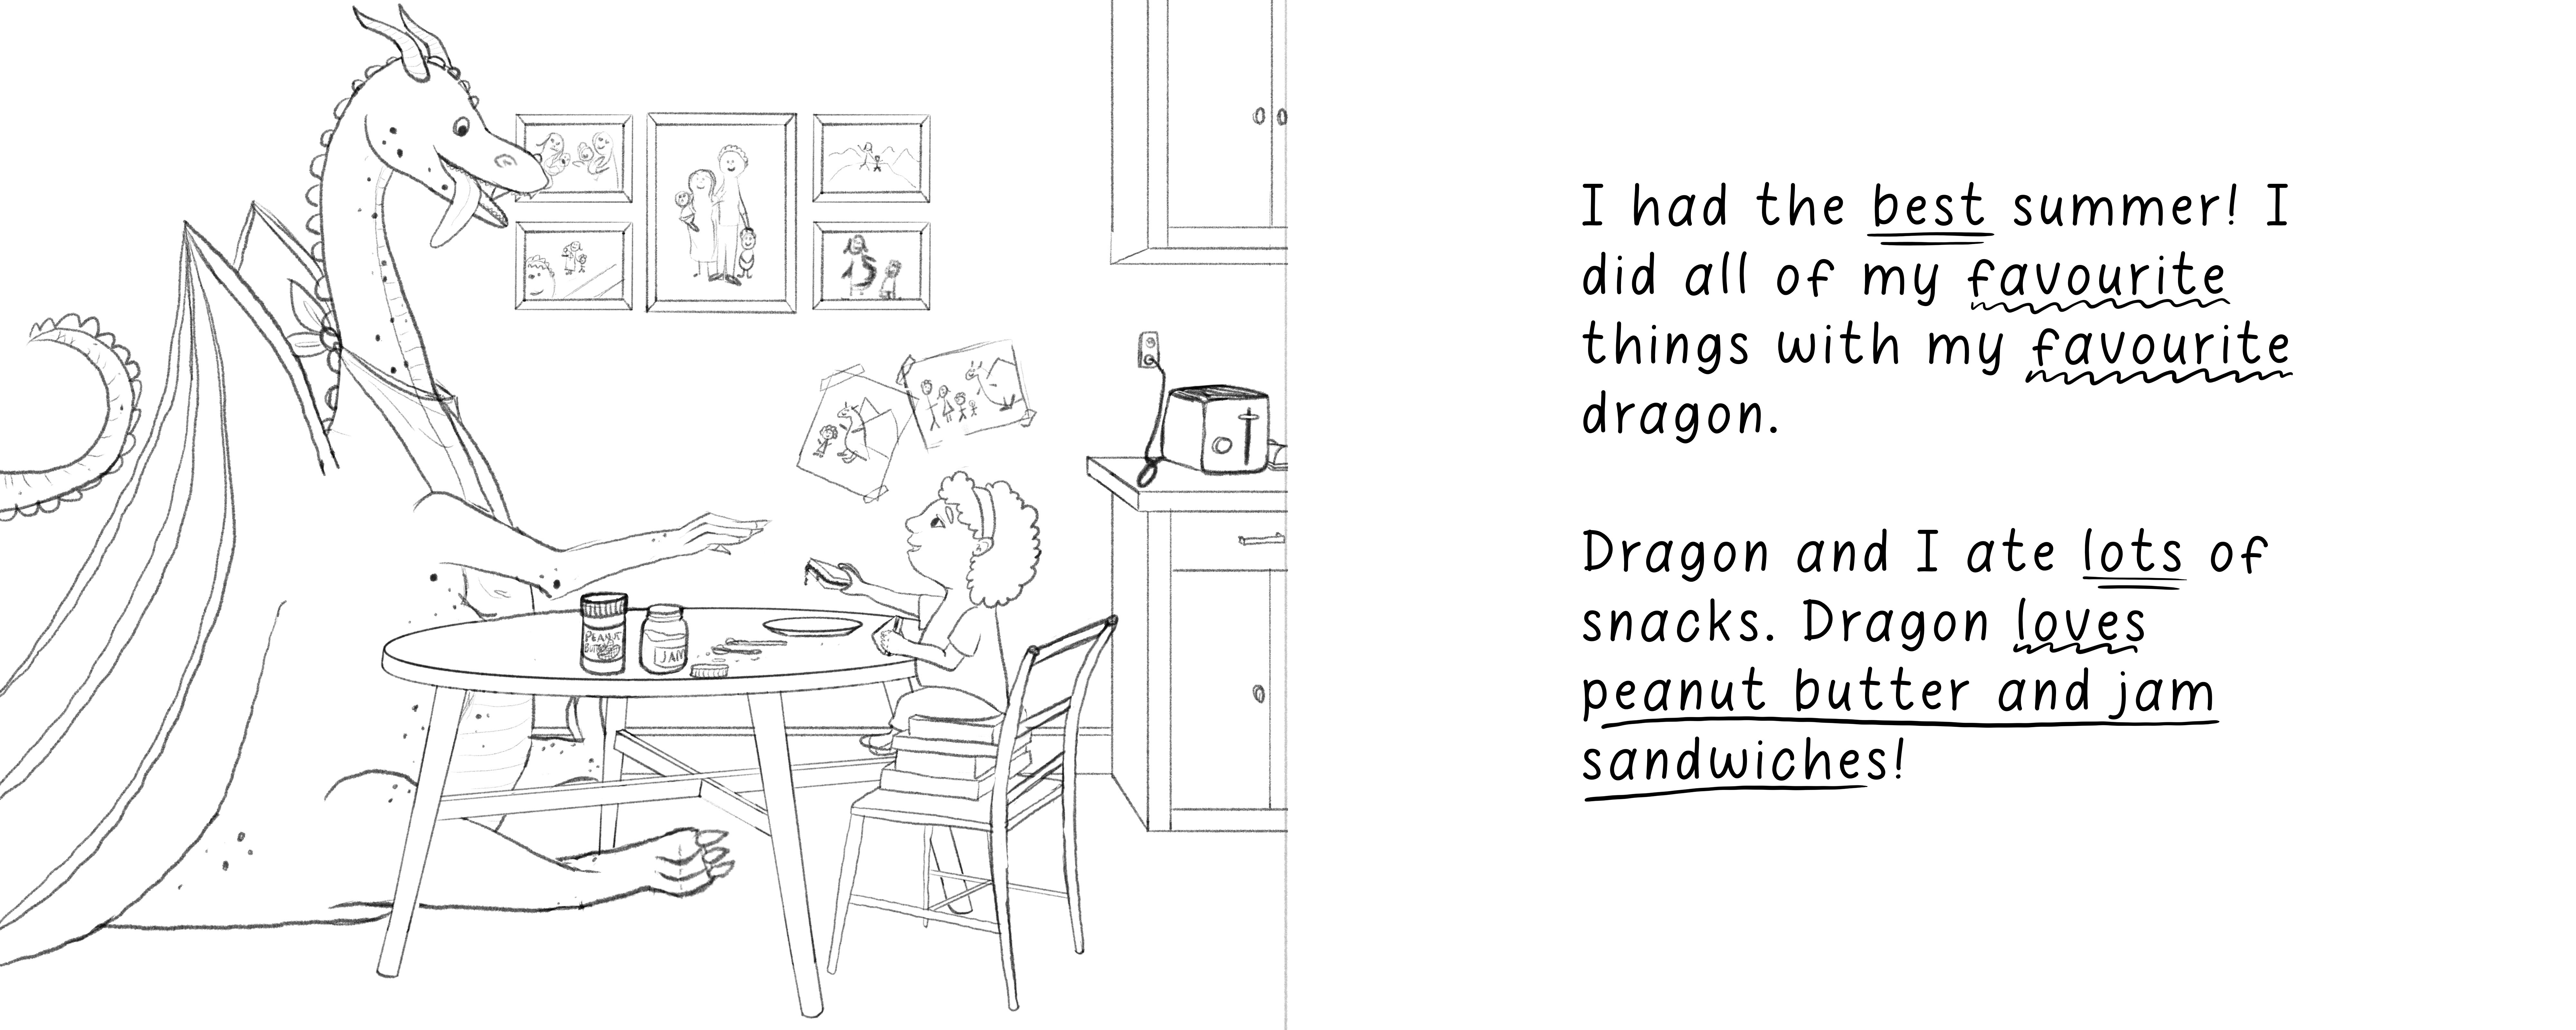 PEANUT
BUTTER
JAM
I had the best summer! I
did all of my favourite
things with my favourite
dragon.
Dragon and I ate lots of
snacks. Dragon loves
peanut butter and jam
sandwiches!